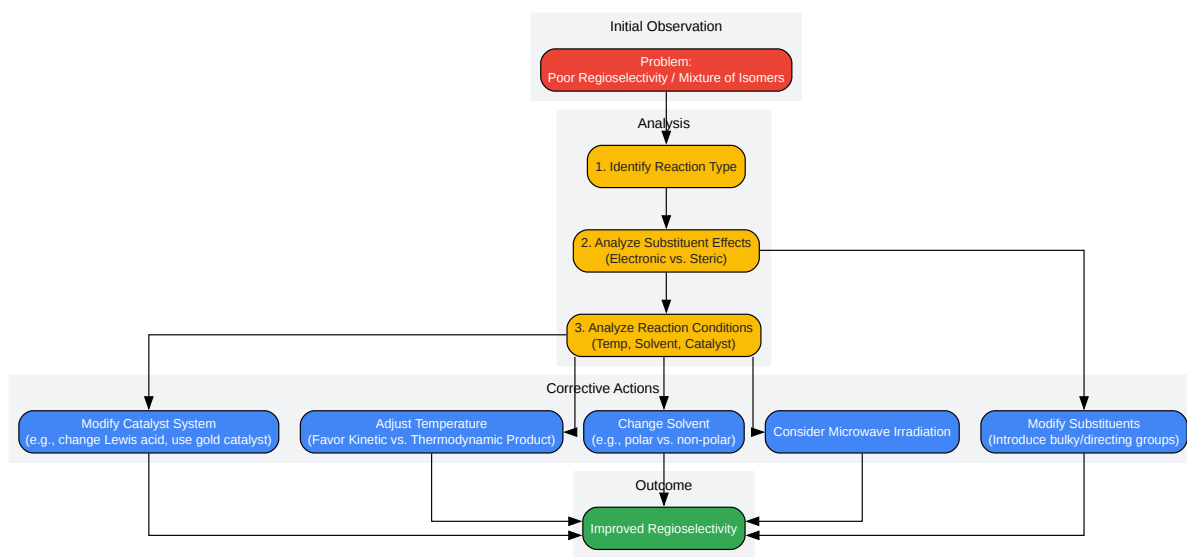 Initial Observation
Problem:
Poor Regioselectivity / Mixture of Isomers
Analysis
1. Identify Reaction Type
2. Analyze Substituent Effects
(Electronic vs. Steric)
3. Analyze Reaction Conditions
(Temp, Solvent, Catalyst)
Corrective Actions
Modify Catalyst System
(e.g., change Lewis acid, use gold catalyst)
Adjust Temperature
(Favor Kinetic vs. Thermodynamic Product)
Change Solvent
(e.g., polar vs. non-polar)
Consider Microwave Irradiation
Modify Substituents
(Introduce bulky/directing groups)
Outcome
Improved Regioselectivity